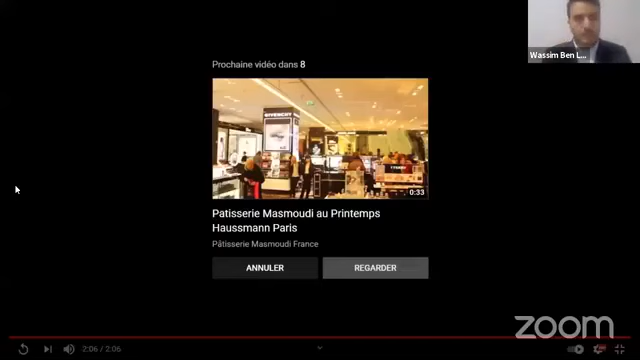 Wassim Ben L...
Prochaine vidéo dans 8
GIVENCHY
0:33
Patisserie Masmoudi au Printemps
Haussmann Paris
Pâtisserie Masmoudi France
ANNULER
REGARDER
zoom
2:06 / 2:06